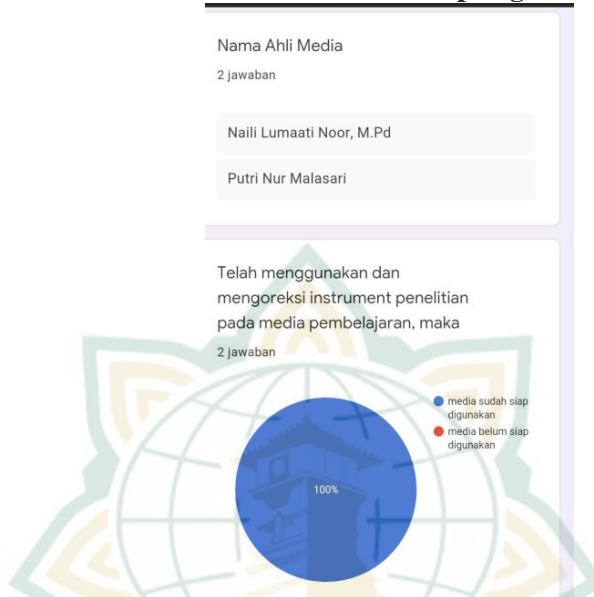 Nama Ahli Media
2 jawaban
Naili Lumaati Noor, M.Pd
Putri Nur Malasari
Telah menggunakan dan
mengoreksi instrument penelitian
pada media pembelajaran, maka
2 jawaban
media sudah siap
digunakan
media belum siap
digunakan
100%